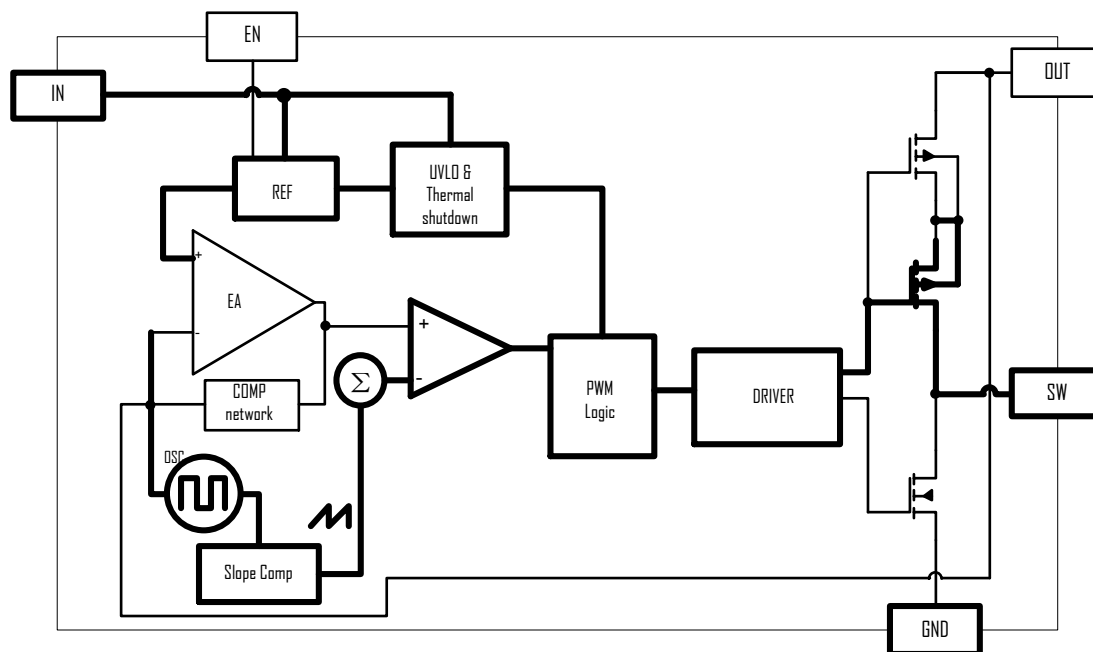 EN
IN
OUT
REF
UVLO &
Thermal
shutdown
+
EA
-
+
-
Σ
COMP
network
PWM
Logic
DRIVER
SW
OSC
Slope Comp
GND